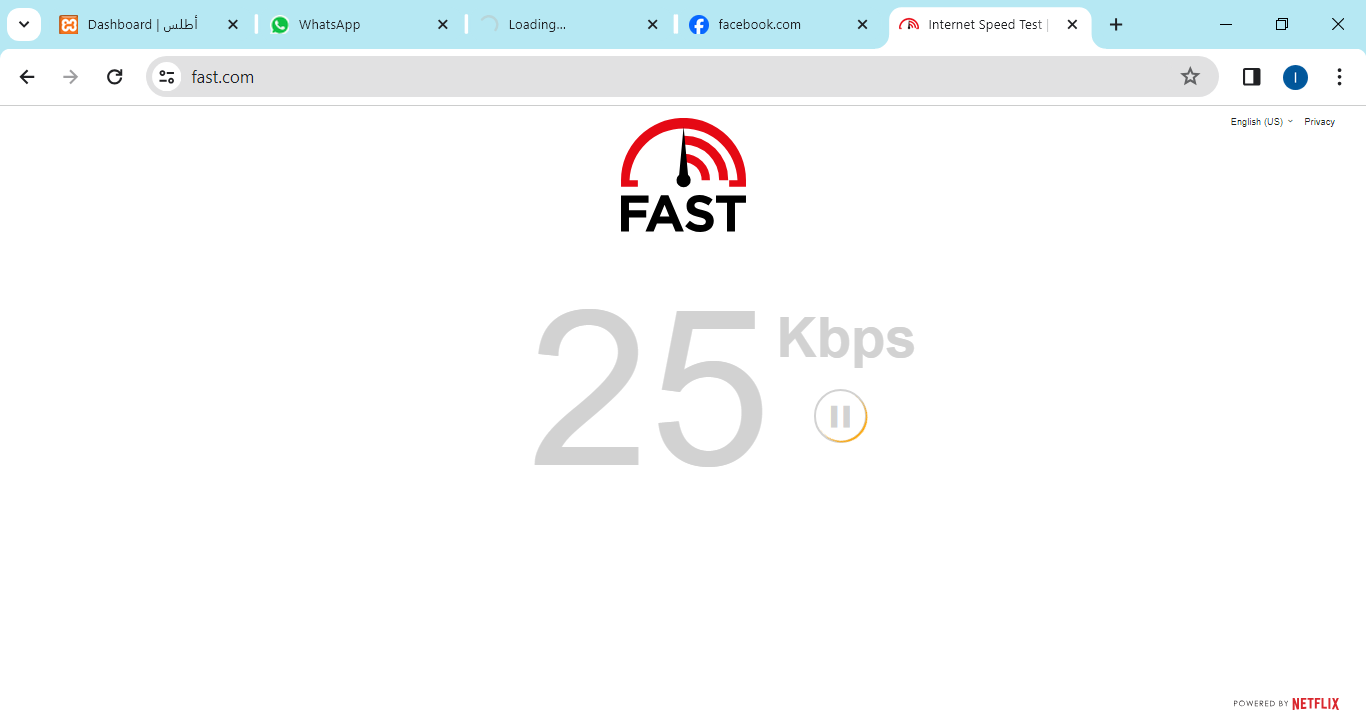 Dashboard | أطلس
WhatsApp
Loading...
facebook.com
Internet Speed Test |
I
fast.com
English (US)
Privacy
FAST
25 Kbps
POWERED BY NETFLIX